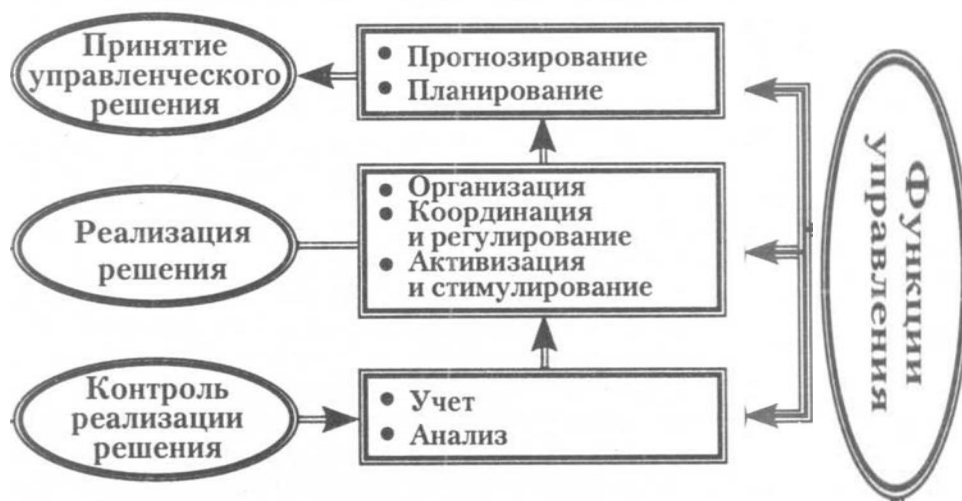 Принятие
управленческого
решения
• Прогнозирование
• Планирование
Реализация
решения
• Организация
• Координация
и регулирование
• Активизация
и стимулирование
Контроль
реализации
решения
• Учет
• Анализ
Функции
управления